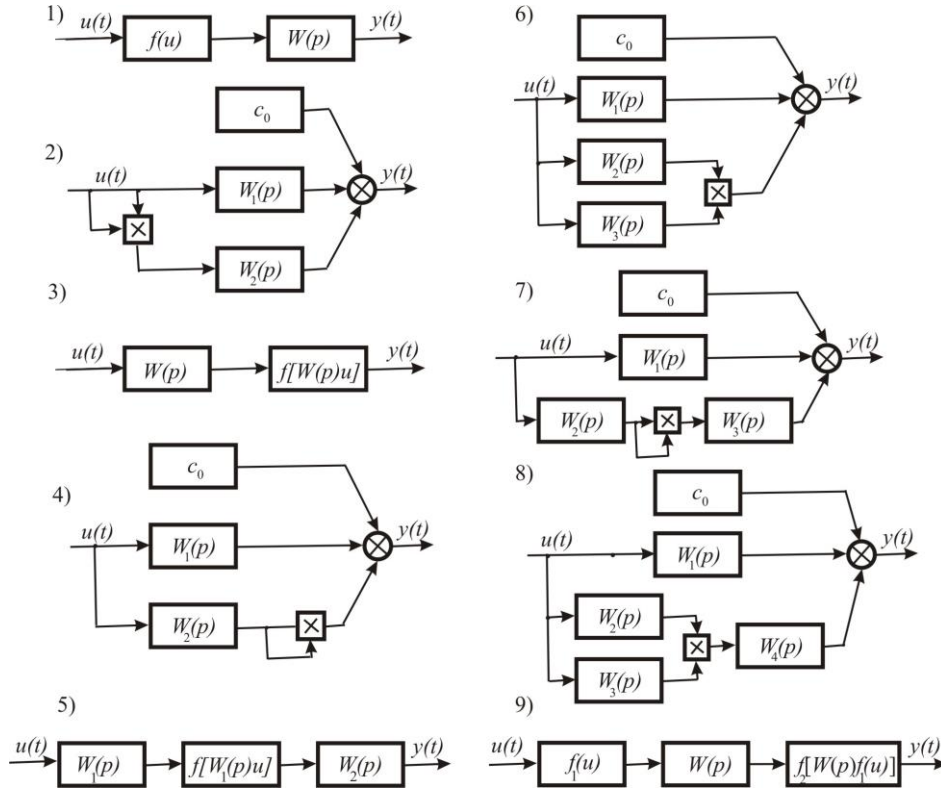 1)
u(t)
f(u)
W(p)
y(t)
2)
c₀
u(t)
W₁(p)
y(t)
×
W₂(p)
3)
u(t)
W(p)
f[W(p)u]
y(t)
4)
c₀
u(t)
W₁(p)
y(t)
W₂(p)
×
5)
u(t)
W₁(p)
f[W₁(p)u]
W₂(p)
y(t)
6)
c₀
u(t)
W₁(p)
y(t)
W₂(p)
×
W₃(p)
7)
c₀
u(t)
W₁(p)
y(t)
W₂(p)
×
W₃(p)
8)
c₀
u(t)
W₁(p)
y(t)
W₂(p)
×
W₄(p)
W₃(p)
9)
u(t)
f₁(u)
W(p)
f₂[W(p)f₁(u)]
y(t)